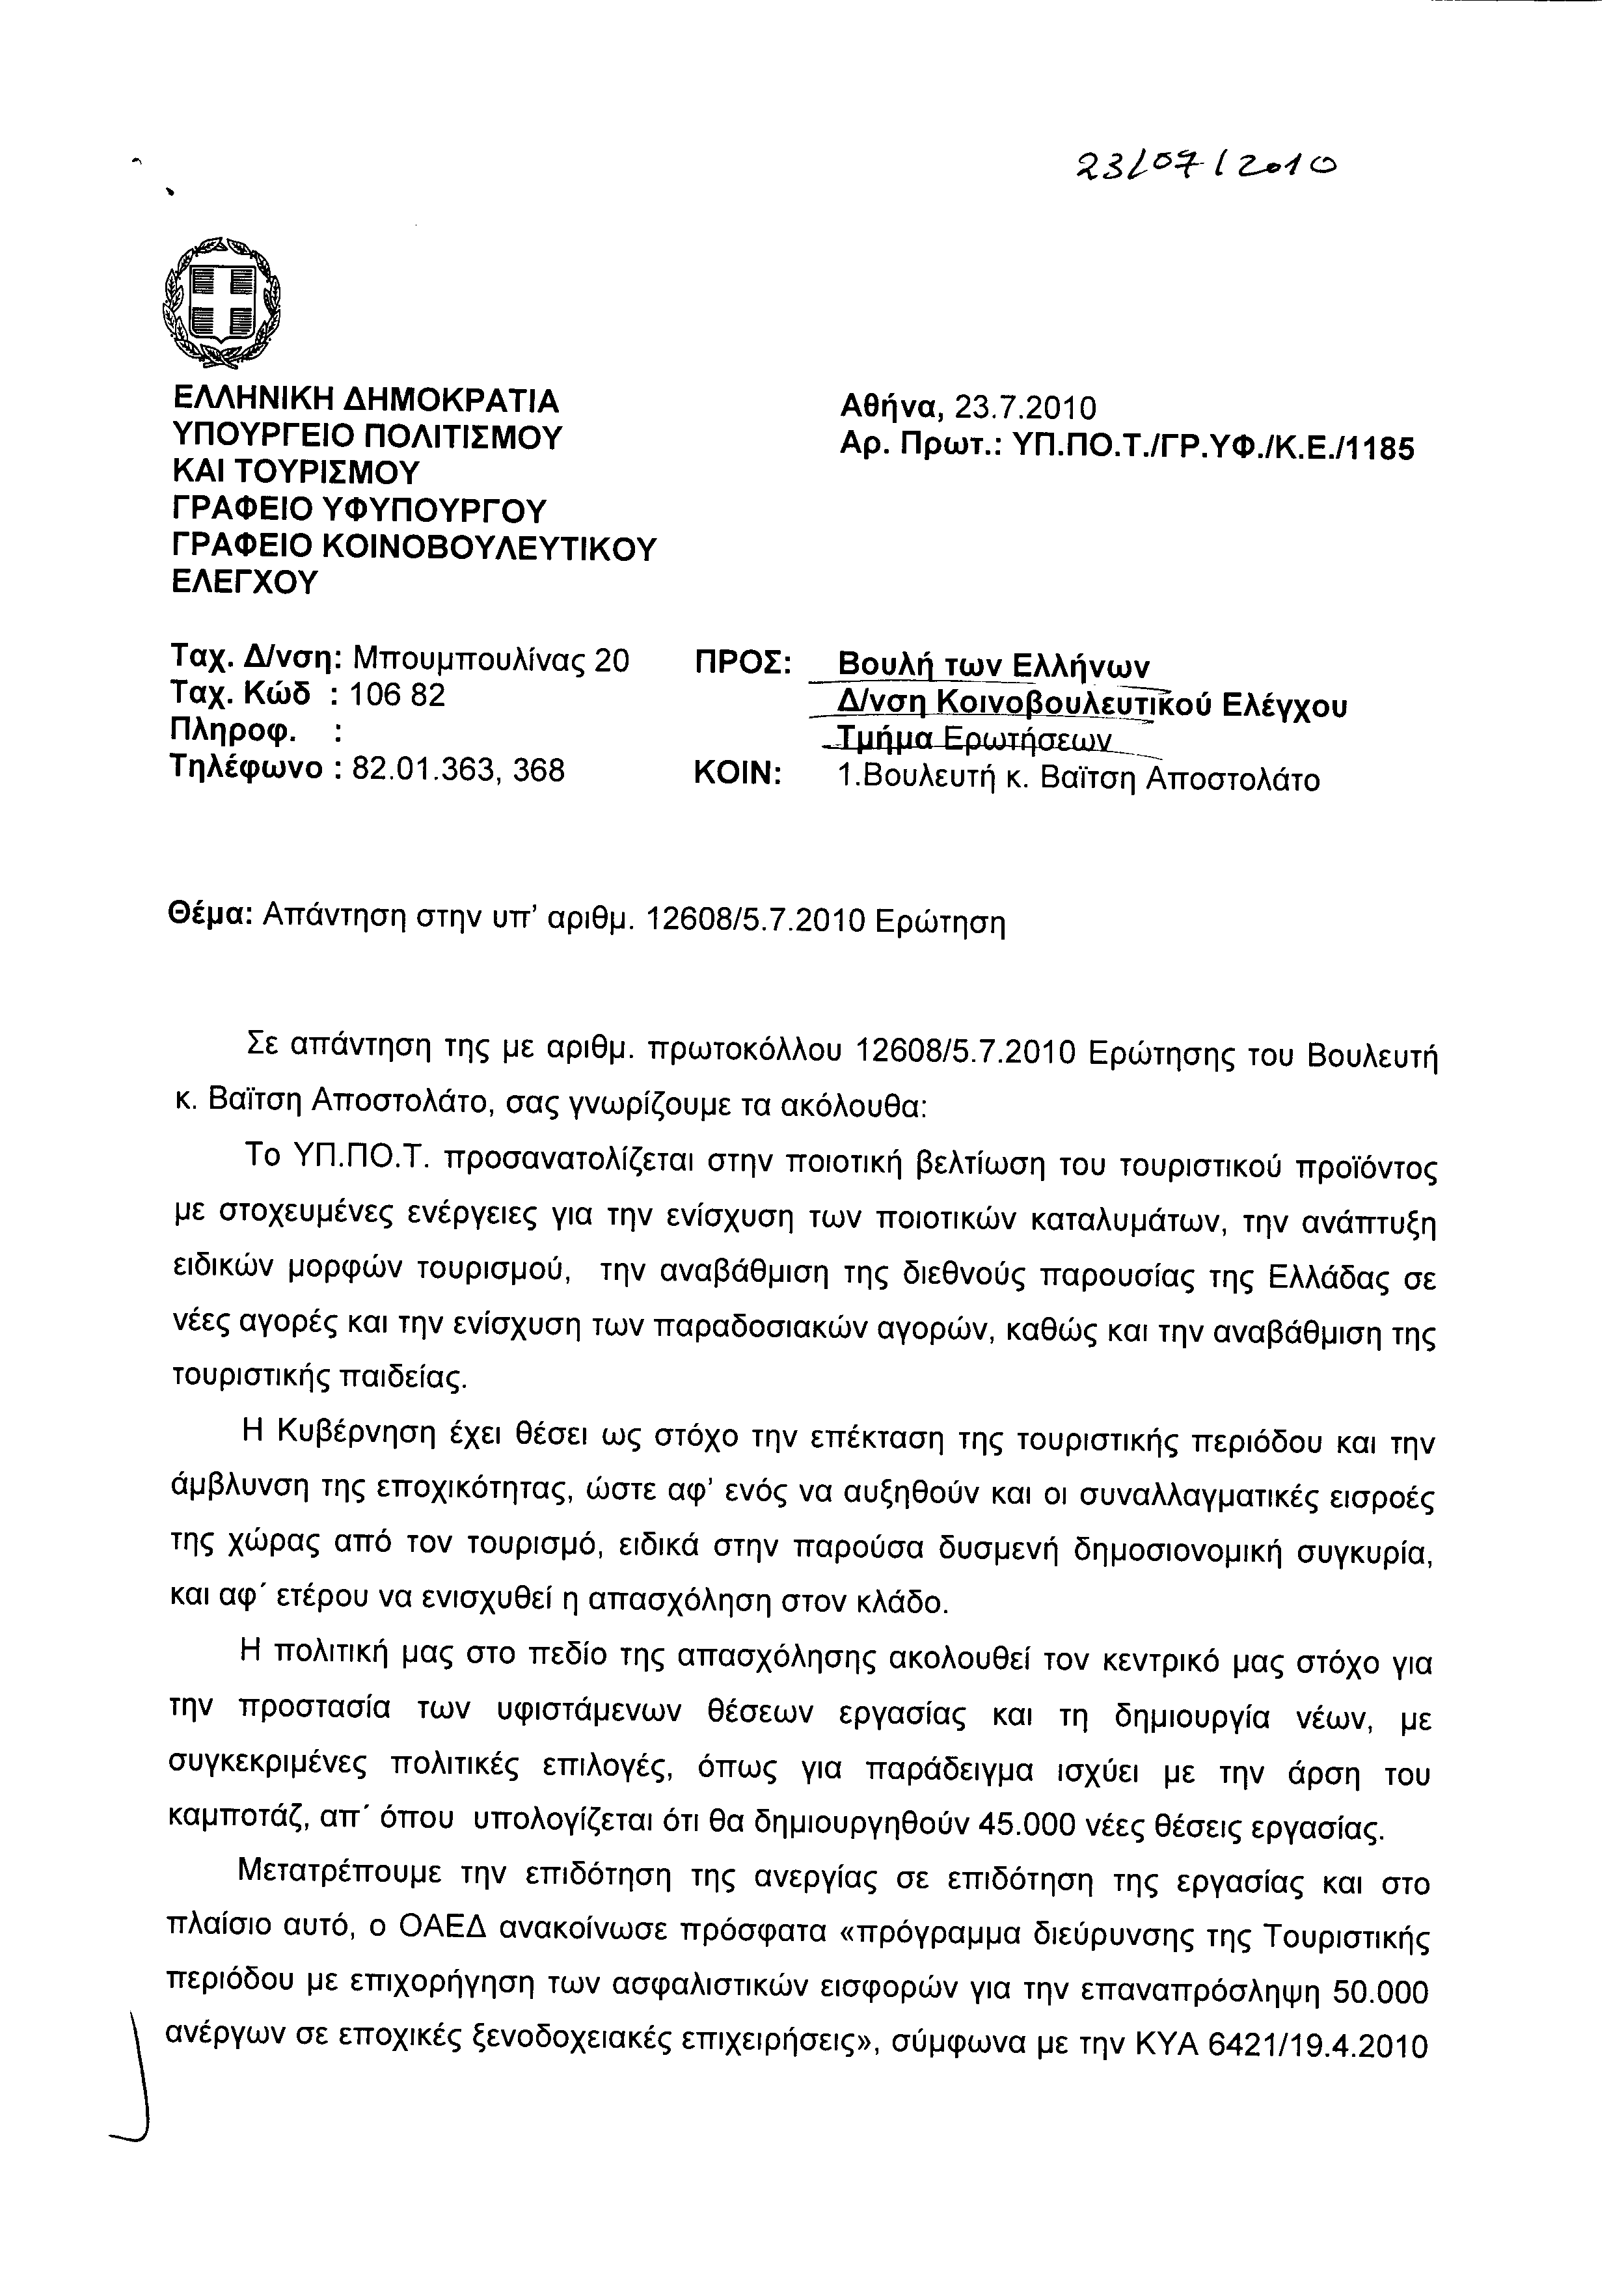 23/07/2010
ΕΛΛΗΝΙΚΗ ΔΗΜΟΚΡΑΤΙΑ
ΥΠΟΥΡΓΕΙΟ ΠΟΛΙΤΙΣΜΟΥ
ΚΑΙ ΤΟΥΡΙΣΜΟΥ
ΓΡΑΦΕΙΟ ΥΦΥΠΟΥΡΓΟΥ
ΓΡΑΦΕΙΟ ΚΟΙΝΟΒΟΥΛΕΥΤΙΚΟΥ
ΕΛΕΓΧΟΥ
Αθήνα, 23.7.2010
Αρ. Πρωτ.: ΥΠ.ΠΟ.Τ./ΓΡ.ΥΦ./Κ.Ε./1185
Ταχ. Δ/νση: Μπουμπουλίνας 20
Ταχ. Κώδ : 106 82
Πληροφ. :
Τηλέφωνο : 82.01.363, 368
ΠΡΟΣ: Βουλή των Ελλήνων
Δ/νση Κοινοβουλευτικού Ελέγχου
Τμήμα Ερωτήσεων
ΚΟΙΝ: 1.Βουλευτή κ. Βαϊτση Αποστολάτο
Θέμα: Απάντηση στην υπ’ αριθμ. 12608/5.7.2010 Ερώτηση
Σε απάντηση της με αριθμ. πρωτοκόλλου 12608/5.7.2010 Ερώτησης του Βουλευτή
κ. Βαϊτση Αποστολάτο, σας γνωρίζουμε τα ακόλουθα:
Το ΥΠ.ΠΟ.Τ. προσανατολίζεται στην ποιοτική βελτίωση του τουριστικού προϊόντος
με στοχευμένες ενέργειες για την ενίσχυση των ποιοτικών καταλυμάτων, την ανάπτυξη
ειδικών μορφών τουρισμού, την αναβάθμιση της διεθνούς παρουσίας της Ελλάδας σε
νέες αγορές και την ενίσχυση των παραδοσιακών αγορών, καθώς και την αναβάθμιση της
τουριστικής παιδείας.
Η Κυβέρνηση έχει θέσει ως στόχο την επέκταση της τουριστικής περιόδου και την
άμβλυνση της εποχικότητας, ώστε αφ’ ενός να αυξηθούν και οι συναλλαγματικές εισροές
της χώρας από τον τουρισμό, ειδικά στην παρούσα δυσμενή δημοσιονομική συγκυρία,
και αφ΄ ετέρου να ενισχυθεί η απασχόληση στον κλάδο.
Η πολιτική μας στο πεδίο της απασχόλησης ακολουθεί τον κεντρικό μας στόχο για
την προστασία των υφιστάμενων θέσεων εργασίας και τη δημιουργία νέων, με
συγκεκριμένες πολιτικές επιλογές, όπως για παράδειγμα ισχύει με την άρση του
καμποτάζ, απ΄ όπου υπολογίζεται ότι θα δημιουργηθούν 45.000 νέες θέσεις εργασίας.
Μετατρέπουμε την επιδότηση της ανεργίας σε επιδότηση της εργασίας και στο
πλαίσιο αυτό, ο ΟΑΕΔ ανακοίνωσε πρόσφατα «πρόγραμμα διεύρυνσης της Τουριστικής
περιόδου με επιχορήγηση των ασφαλιστικών εισφορών για την επαναπρόσληψη 50.000
ανέργων σε εποχικές ξενοδοχειακές επιχειρήσεις», σύμφωνα με την ΚΥΑ 6421/19.4.2010